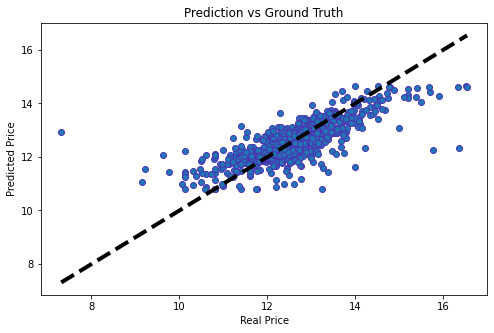 Prediction vs Ground Truth
16
14
12
10
8
Predicted Price
8 10 12 14 16
Real Price